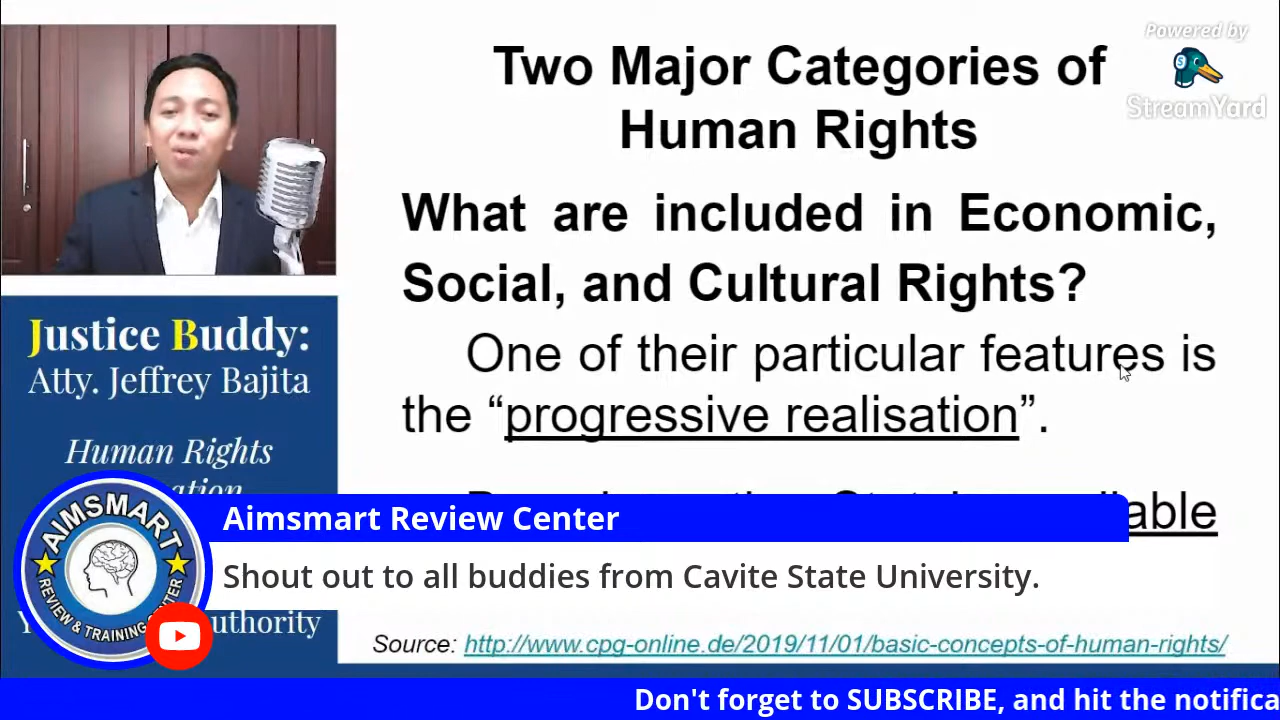 Powered by
StreamYard
Two Major Categories of
Human Rights
What are included in Economic,
Social, and Cultural Rights?
One of their particular features is
the “progressive realisation”.
Justice Buddy:
Atty. Jeffrey Bajita
Human Rights
AIMSMART
REVIEW & TRAINING CENTER
Aimsmart Review Center
Shout out to all buddies from Cavite State University.
Source: http://www.cpg-online.de/2019/11/01/basic-concepts-of-human-rights/
Don't forget to SUBSCRIBE, and hit the notifica